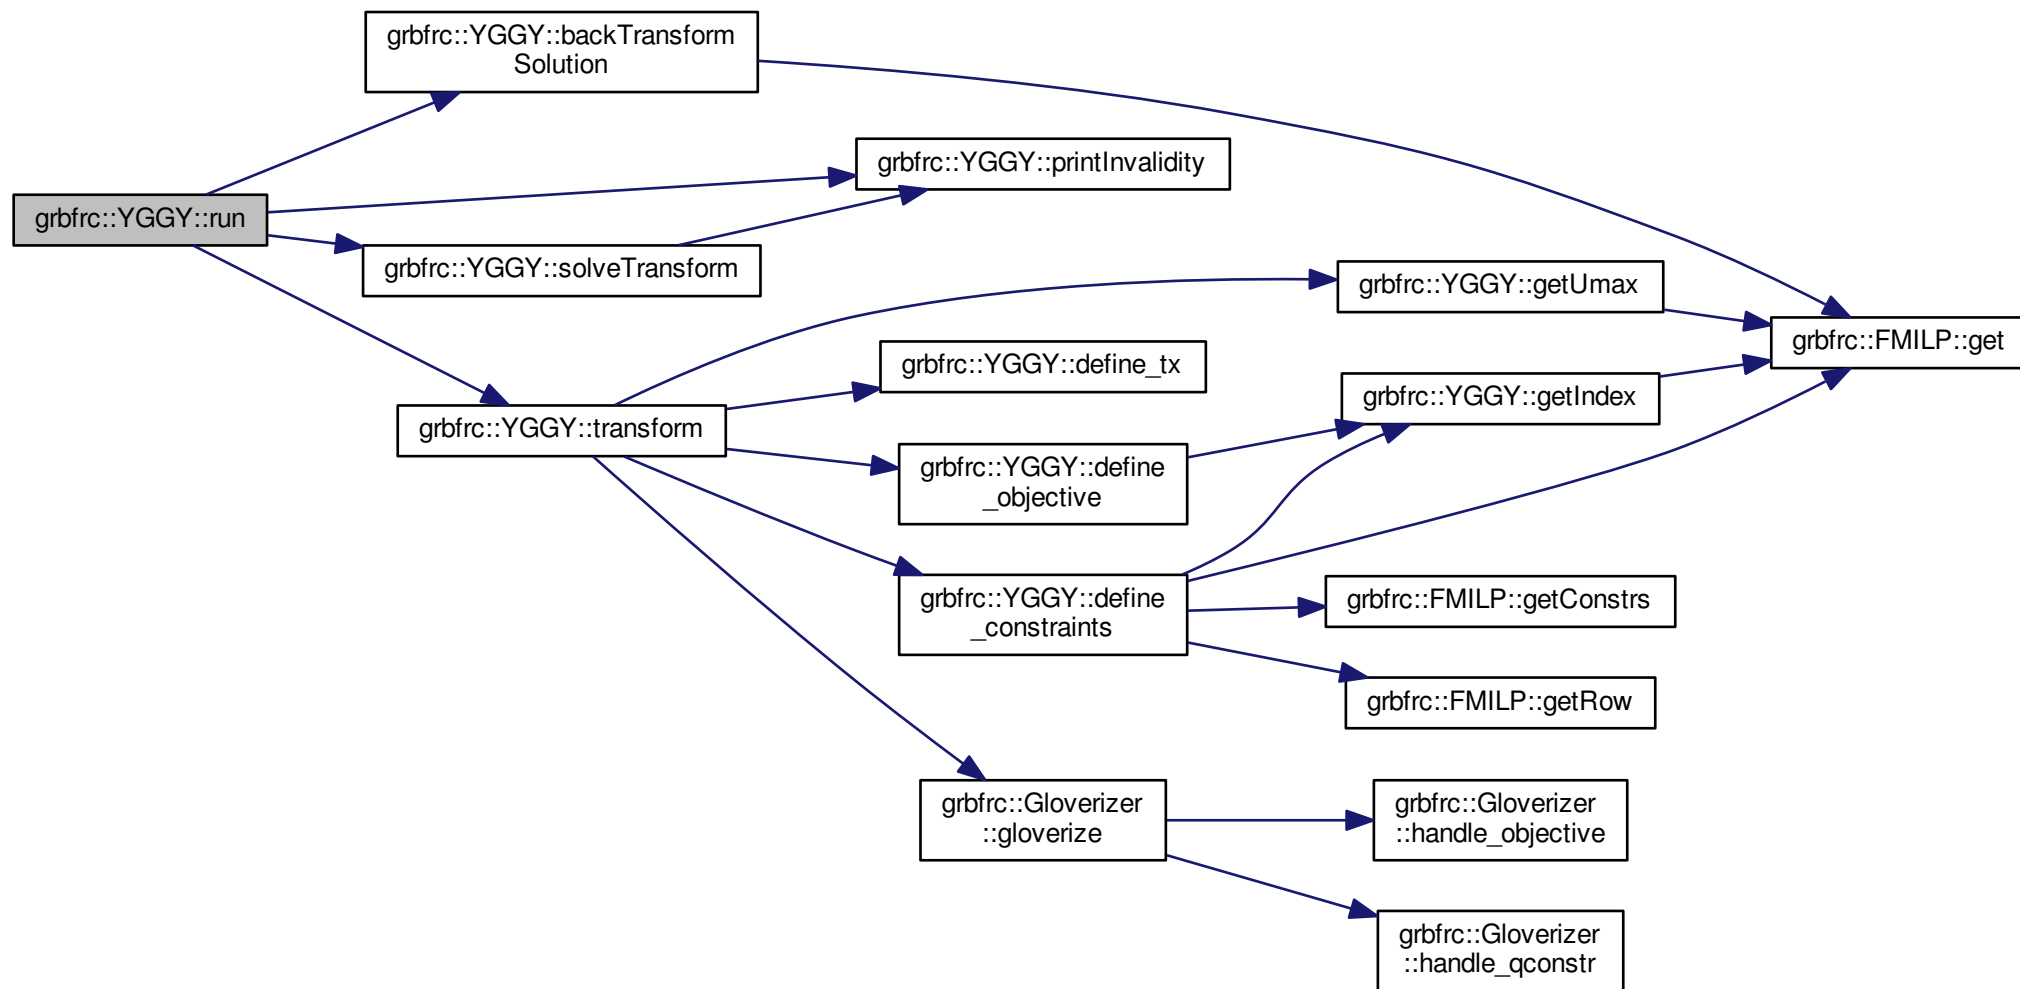 grbfrc::YGGY::backTransform
Solution
grbfrc::YGGY::printInvalidity
grbfrc::YGGY::run
grbfrc::YGGY::solveTransform
grbfrc::YGGY::getUmax
grbfrc::FMILP::get
grbfrc::YGGY::define_tx
grbfrc::YGGY::getIndex
grbfrc::YGGY::transform
grbfrc::YGGY::define
_objective
grbfrc::YGGY::define
_constraints
grbfrc::FMILP::getConstrs
grbfrc::FMILP::getRow
grbfrc::Gloverizer
::gloverize
grbfrc::Gloverizer
::handle_objective
grbfrc::Gloverizer
::handle_qconstr